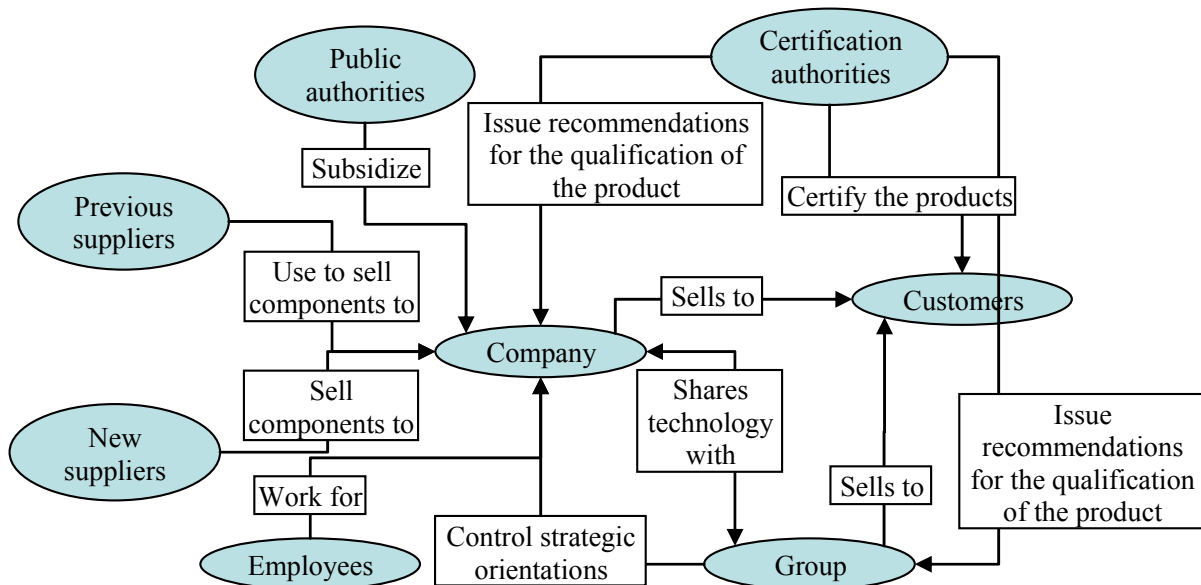 Public
authorities
Certification
authorities
Issue recommendations
for the qualification of
the product
Subsidize
Previous
suppliers
Certify the products
Use to sell
components to
Sells to
Customers
Company
Sell
components to
Shares
technology
with
New
suppliers
Issue
recommendations
for the qualification
of the product
Work for
Sells to
Control strategic
orientations
Employees
Group